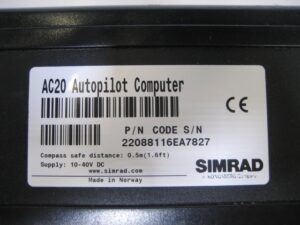 AC20 Autopilot Computer
CE
P/N CODE S/N
22088116EA7827
Compass safe distance: 0.5m(1.6ft)
Supply: 10-40V DC
www.simrad.com
Made in Norway
SIMRAD